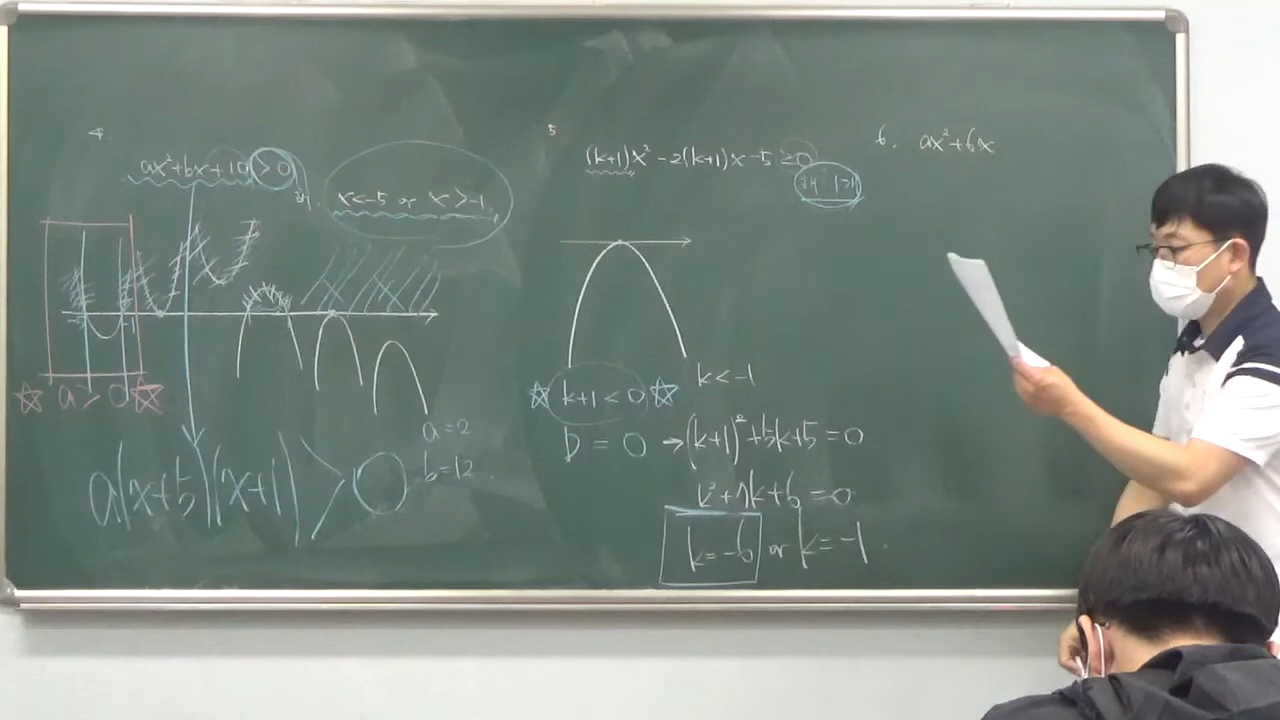 4.
ax²+bx+10>0
해
x<-5 or x>-1
☆ a>0 ☆
a(x+5)(x+1)>0
a=2
b=12
5
(k+1)x²-2(k+1)x-5≥0
k<-1
☆ k+1<0 ☆
D=0 → (k+1)²+5k+5=0
k²+7k+6=0
k=-6 or k=-1
6. ax²+bx